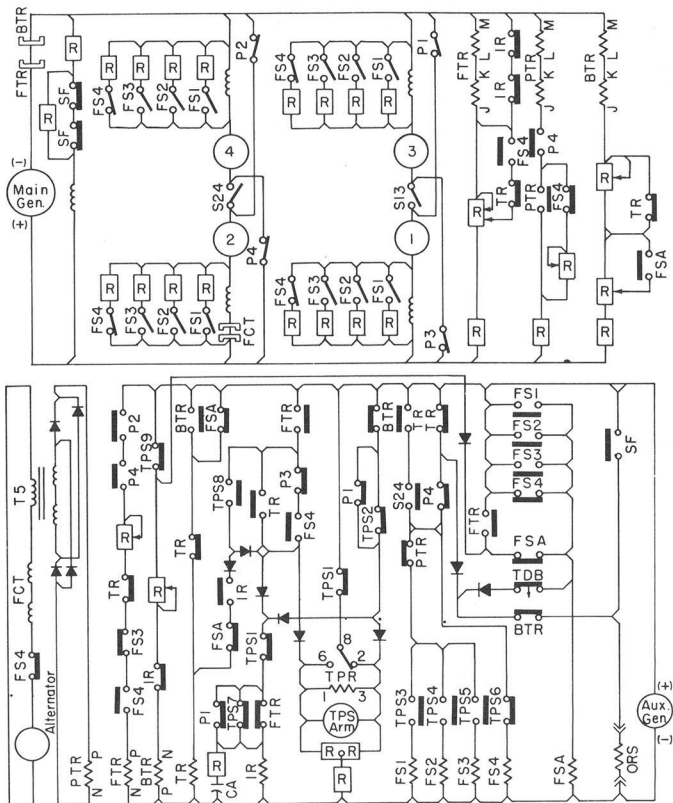 BTR
FTR
(-)
Main
Gen.
(+)
R
SF
R
SF
FS4
FS3
FS2
FS1
R
R
R
R
P2
4
S24
2
P4
R
R
R
R
FS4
FS3
FS2
FS1
FCT
FS4
FS3
FS2
FS1
R
R
R
R
P1
3
S13
1
R
R
R
R
FS4
FS3
FS2
FS1
P3
FTR
M
L
K
J
IR
IR
FS4
TR
R
R
PTR
M
L
K
J
P4
PTR
FS4
R
R
BTR
M
L
K
J
R
TR
FSA
R
R
T5
FCT
FS4
Alternator
PTR
P
N
P2
P4
R
TR
FS3
FS4
FTR
P
N
TPS9
R
IR
BTR
N
P
BTR
FSA
TR
TR
TPS8
TR
IR
FSA
TPS1
P1
TPS7
FTR
R
CA
IR
FTR
P3
FS4
TPS1
8
6
2
TPR
1
3
TPS
Arm
R
R
R
P1
TPS2
BTR
TR
TR
S24
P4
PTR
TPS3
TPS4
TPS5
TPS6
FS1
FS2
FS3
FS4
FS1
FS2
FS3
FS4
FTR
FSA
TDB
BTR
FSA
SF
ORS
(+)
Aux.
Gen
(-)